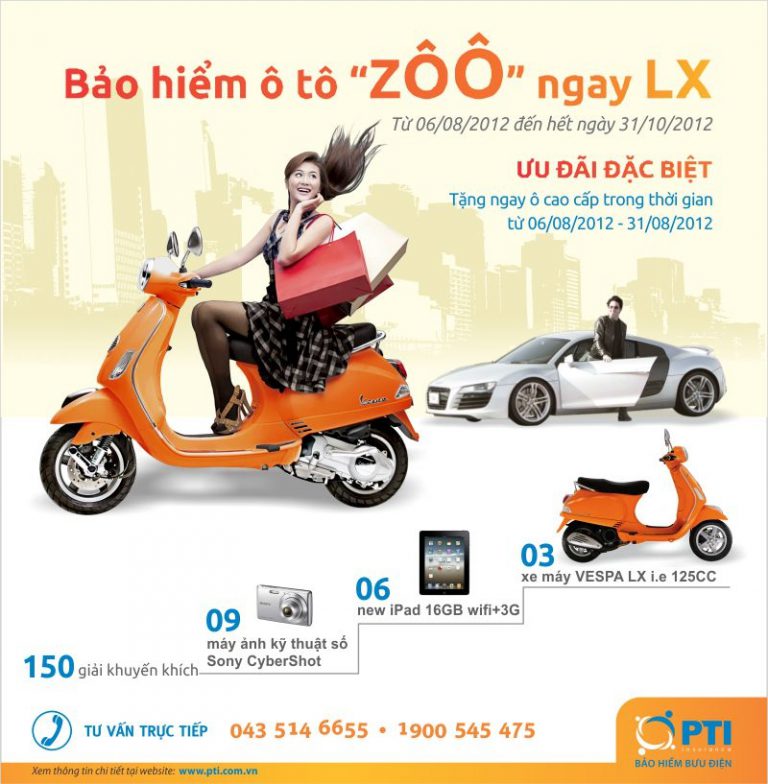 Bảo hiểm ô tô “ZÔÔ” ngay LX
Từ 06/08/2012 đến hết ngày 31/10/2012
ƯU ĐÃI ĐẶC BIỆT
Tặng ngay ô cao cấp trong thời gian
từ 06/08/2012 - 31/08/2012
Vespa
03
xe máy VESPA LX i.e 125CC
06
new iPad 16GB wifi+3G
09
máy ảnh kỹ thuật số
Sony CyberShot
150 giải khuyến khích
TƯ VẤN TRỰC TIẾP 043 514 6655 • 1900 545 475
PTI
Insurance
BẢO HIỂM BƯU ĐIỆN
Xem thông tin chi tiết tại website: www.pti.com.vn